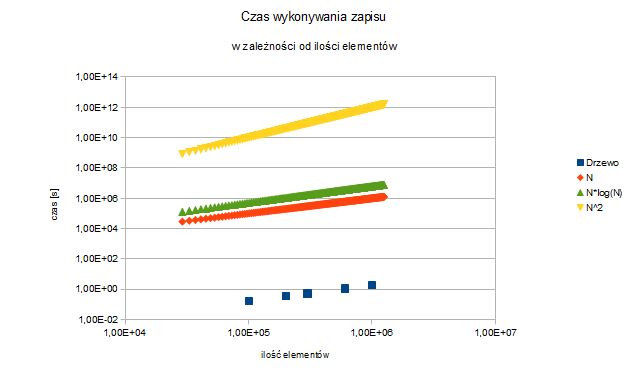 Czas wykonywania zapisu
w zależności od ilości elementów
1,00E+14
1,00E+12
1,00E+10
1,00E+08
1,00E+06
1,00E+04
1,00E+02
1,00E+00
1,00E-02
czas [s]
1,00E+04
1,00E+05
1,00E+06
1,00E+07
ilość elementów
Drzewo
N
N*log(N)
N^2